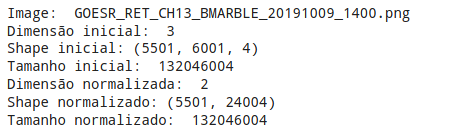 Image:  GOESR_RET_CH13_BMARBLE_20191009_1400.png
Dimensão inicial:  3
Shape inicial: (5501, 6001, 4)
Tamanho inicial:  132046004
Dimensão normalizada:  2
Shape normalizado: (5501, 24004)
Tamanho normalizado:  132046004